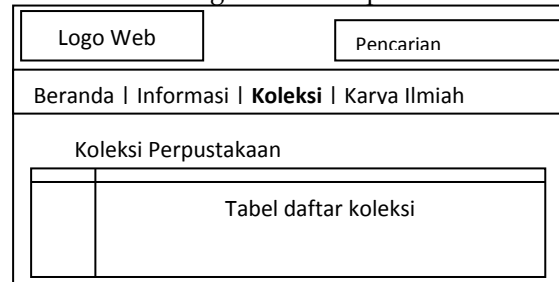 Logo Web
Pencarian
Beranda | Informasi | Koleksi | Karya Ilmiah
Koleksi Perpustakaan
Tabel daftar koleksi